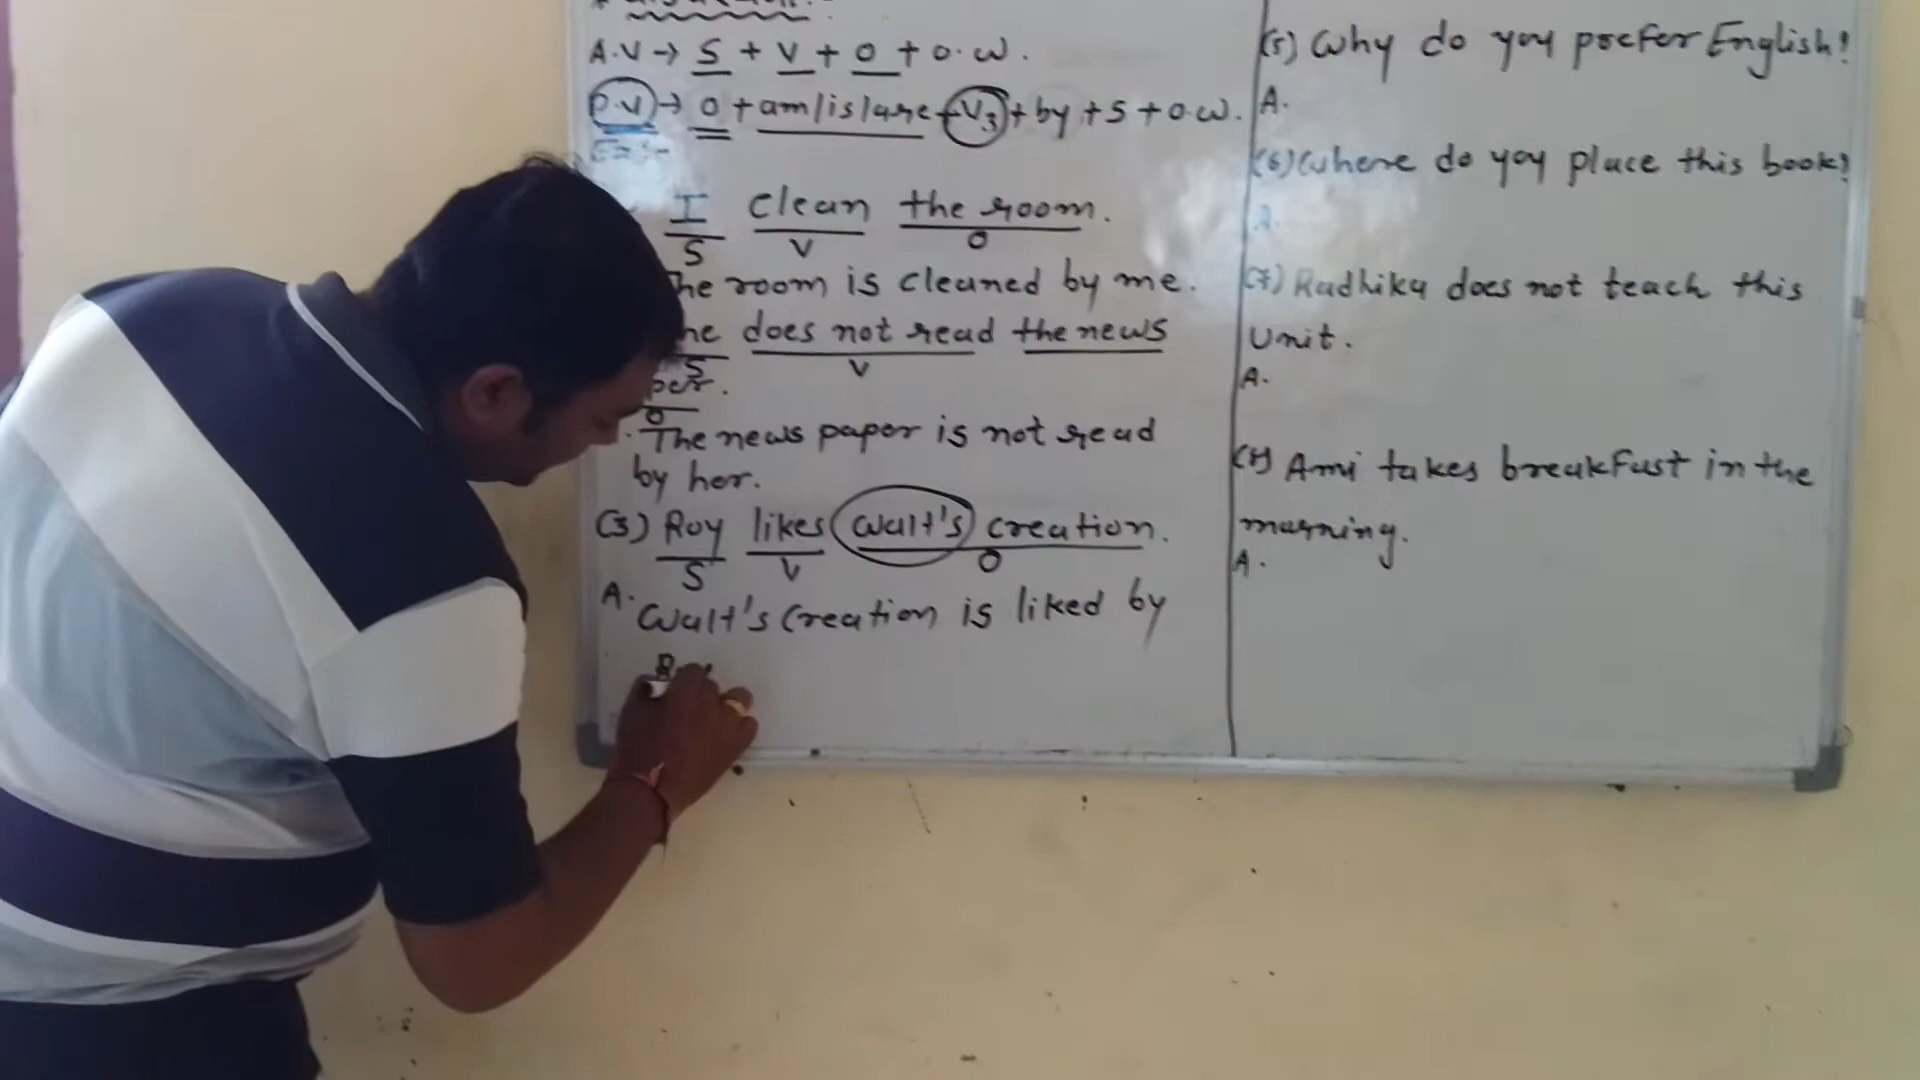 A.V → S + V + O + O.W.
P.V → O + am/is/are + V3 + by + S + O.W.
Ex:-
I clean the room.
S V O
he room is cleaned by me.
he does not read the news
S V
per.
O
The news paper is not read
by her.
(3) Roy likes Walt's creation.
S V O
A. Walt's Creation is liked by
(5) Why do you prefer English?
A.
(6) Where do you place this book?
A.
(7) Radhika does not teach this
Unit.
A.
(8) Ami takes breakfast in the
morning.
A.